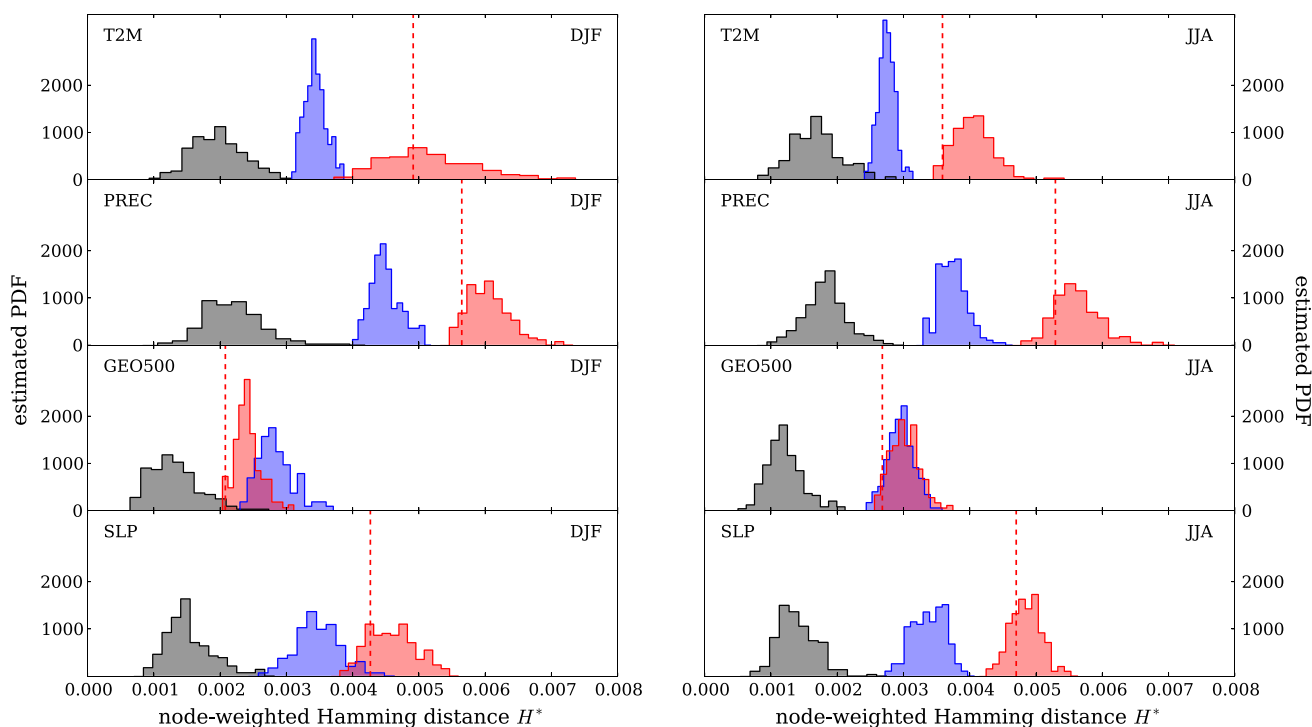 T2M DJF
2000
1000
0
PREC DJF
2000
1000
0
GEO500 DJF
2000
1000
0
SLP DJF
2000
1000
0.000 0.001 0.002 0.003 0.004 0.005 0.006 0.007 0.008
node-weighted Hamming distance H*
estimated PDF
T2M JJA
2000
1000
0
PREC JJA
2000
1000
0
GEO500 JJA
2000
1000
0
SLP JJA
2000
1000
0.000 0.001 0.002 0.003 0.004 0.005 0.006 0.007 0.008
node-weighted Hamming distance H*
estimated PDF